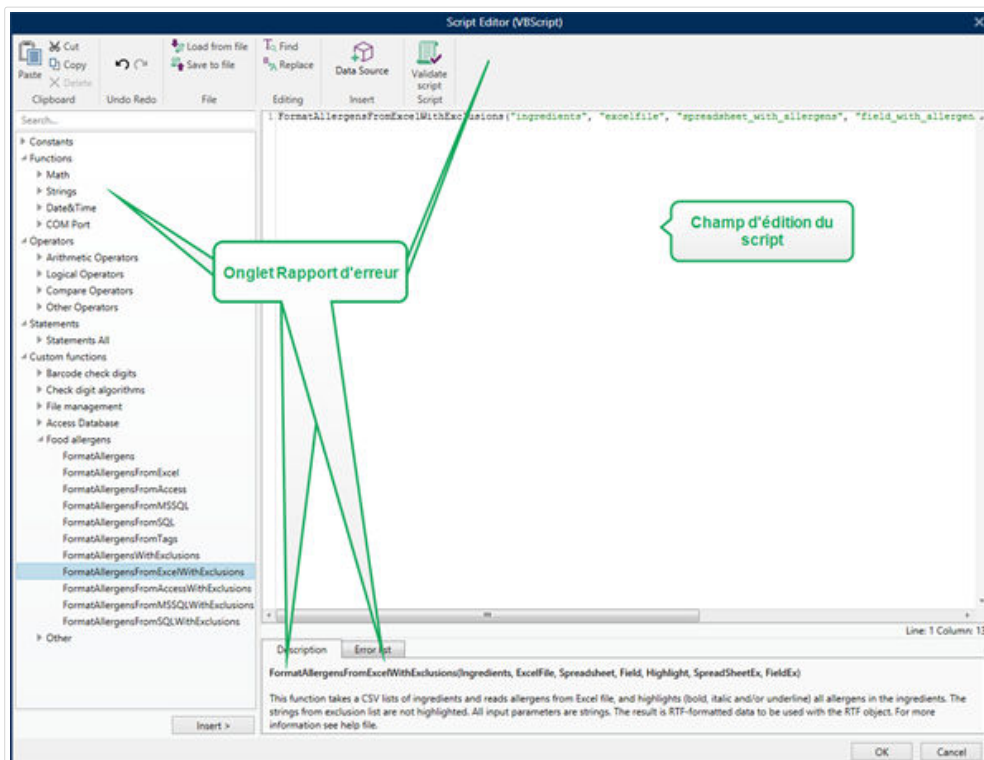 Script Editor (VBScript)
Cut
Copy
Delete
Paste
Clipboard
Undo Redo
Load from file
Save to file
File
Find
Replace
Editing
Data Source
Insert
Validate
script
Script
Search...
Constants
Functions
Math
Strings
Date&Time
COM Port
Operators
Arithmetic Operators
Logical Operators
Compare Operators
Other Operators
Statements
Statements All
Custom functions
Barcode check digits
Check digit algorithms
File management
Access Database
Food allergens
FormatAllergens
FormatAllergensFromExcel
FormatAllergensFromAccess
FormatAllergensFromMSSQL
FormatAllergensFromSQL
FormatAllergensFromTags
FormatAllergensWithExclusions
FormatAllergensFromExcelWithExclusions
FormatAllergensFromAccessWithExclusions
FormatAllergensFromMSSQLWithExclusions
FormatAllergensFromSQLWithExclusions
Other
Insert >
1 FormatAllergensFromExcelWithExclusions("ingredients", "excelfile", "spreadsheet_with_allergens", "field_with_allergen
Champ d'édition du
script
Onglet Rapport d'erreur
Line: 1 Column: 13
Description
Error list
FormatAllergensFromExcelWithExclusions(Ingredients, ExcelFile, Spreadsheet, Field, Highlight, SpreadSheetEx, FieldEx)
This function takes a CSV lists of ingredients and reads allergens from Excel file, and highlights (bold, italic and/or underline) all allergens in the ingredients. The
strings from exclusion list are not highlighted. All input parameters are strings. The result is RTF-formatted data to be used with the RTF object. For more
information see help file.
OK
Cancel